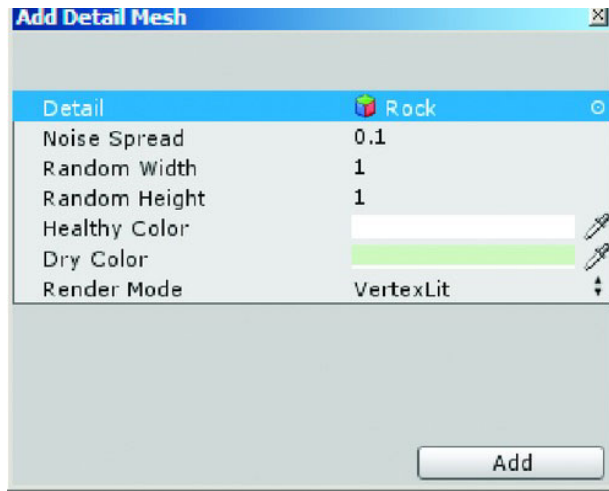 Add Detail Mesh
Detail Rock
Noise Spread 0.1
Random Width 1
Random Height 1
Healthy Color
Dry Color
Render Mode VertexLit
Add